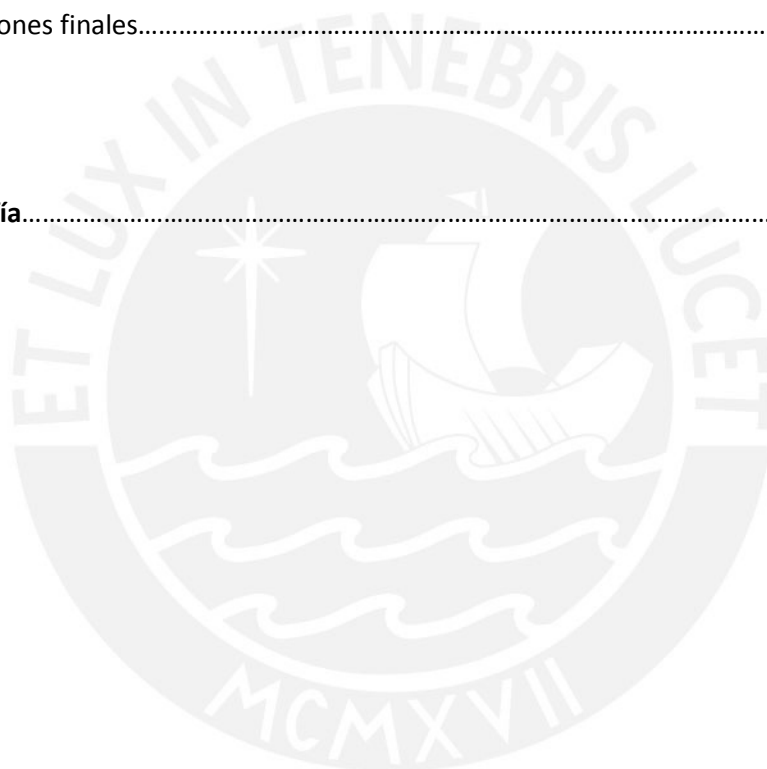 ones finales……………………………………………………………………………………………
ía……………………………………………………………………………………………………………
ET LUX IN TENEBRIS LUCET
MCMXVII